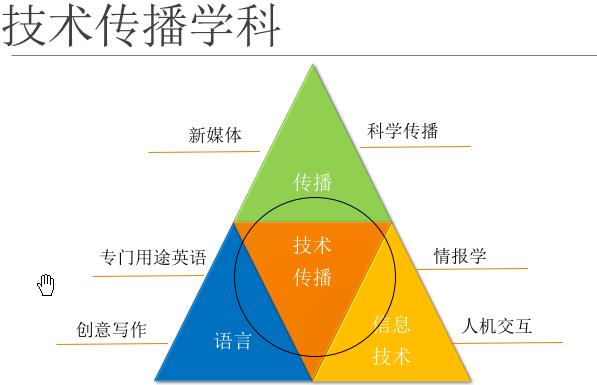 技术传播学科
新媒体
科学传播
传播
技术
传播
专门用途英语
情报学
创意写作
语言
信息
技术
人机交互